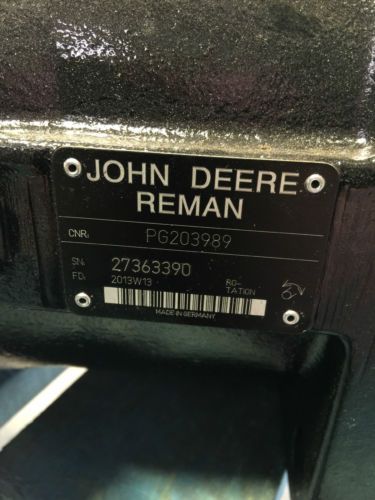 JOHN DEERE
REMAN
CNR: PG203989
SN: 27363390
FD: 2013W13
RO-
TATION
MADE IN GERMANY